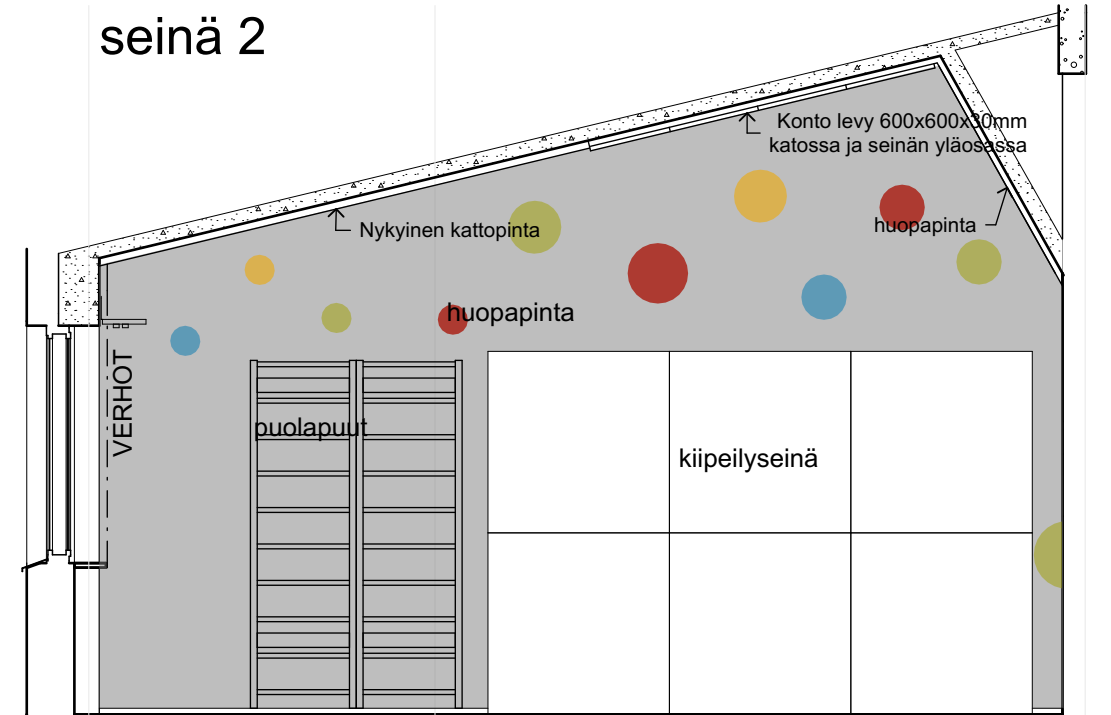 seinä 2
Konto levy 600x600x30mm
katossa ja seinän yläosassa
Nykyinen kattopinta
huopapinta
huopapinta
VERHOT
puolapuut
kiipeilyseinä